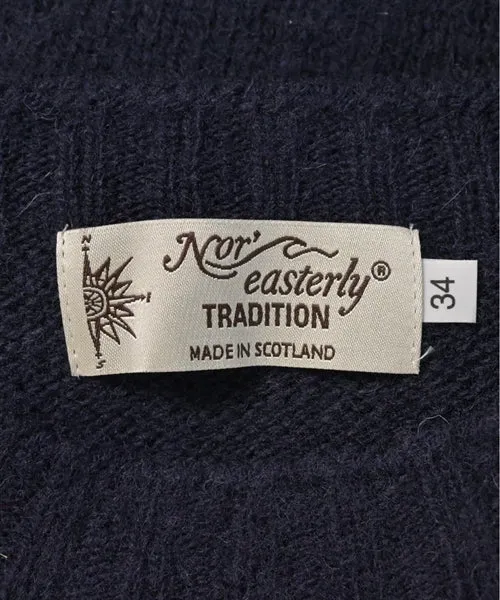 Nor'
easterly®
TRADITION
MADE IN SCOTLAND
N
S
34